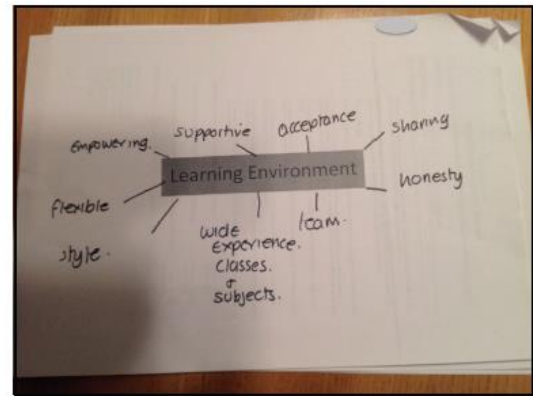 empowering.
supportive
acceptance
sharing
Learning Environment
flexible
honesty
style.
wide
experience.
classes.
&
subjects.
team.